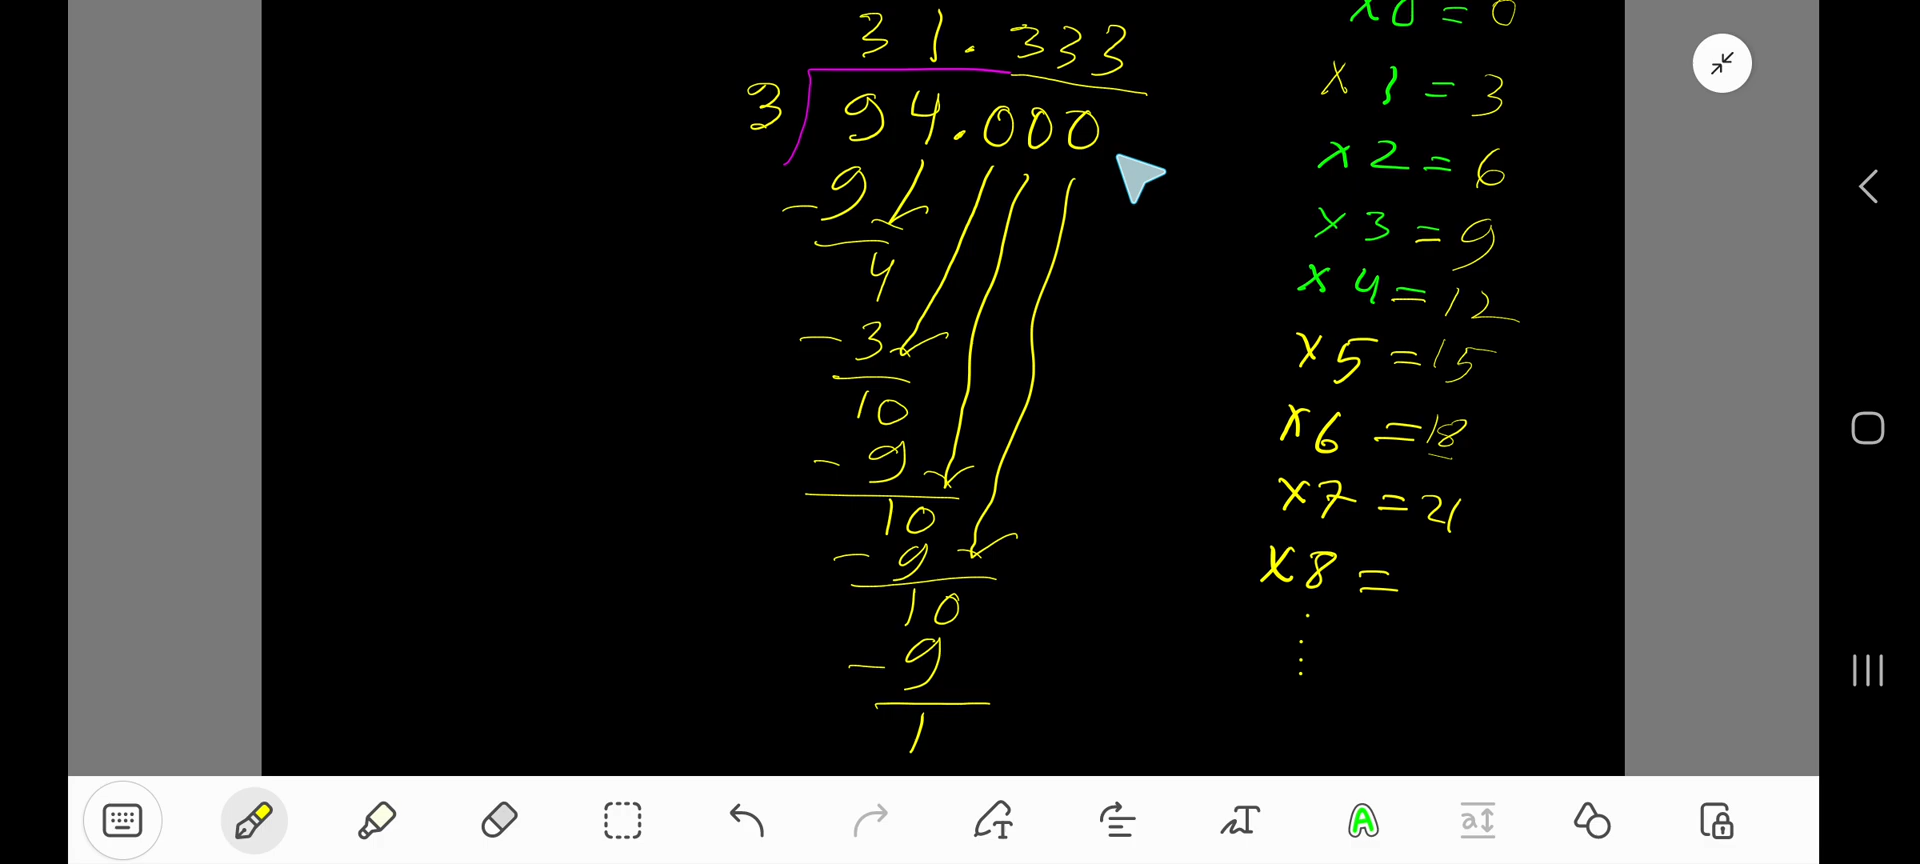 31.333
3 94.000
-9
4
-3
10
-9
10
-9
10
-9
1
x0=0
x1=3
x2=6
x3=9
x4=12
x5=15
x6=18
x7=21
x8=